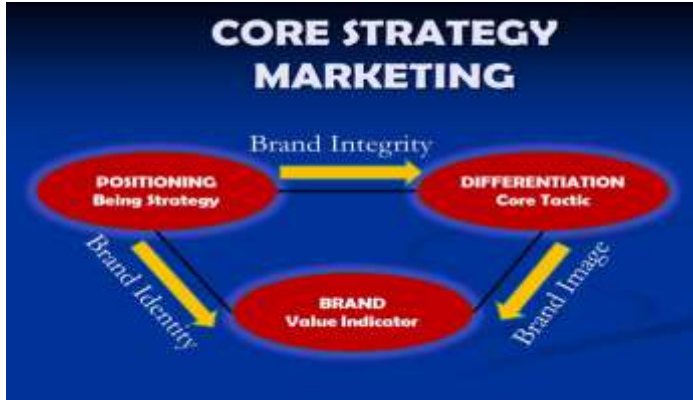 CORE STRATEGY
MARKETING
Brand Integrity
POSITIONING
Being Strategy
DIFFERENTIATION
Core Tactic
Brand Identity
Brand Image
BRAND
Value Indicator